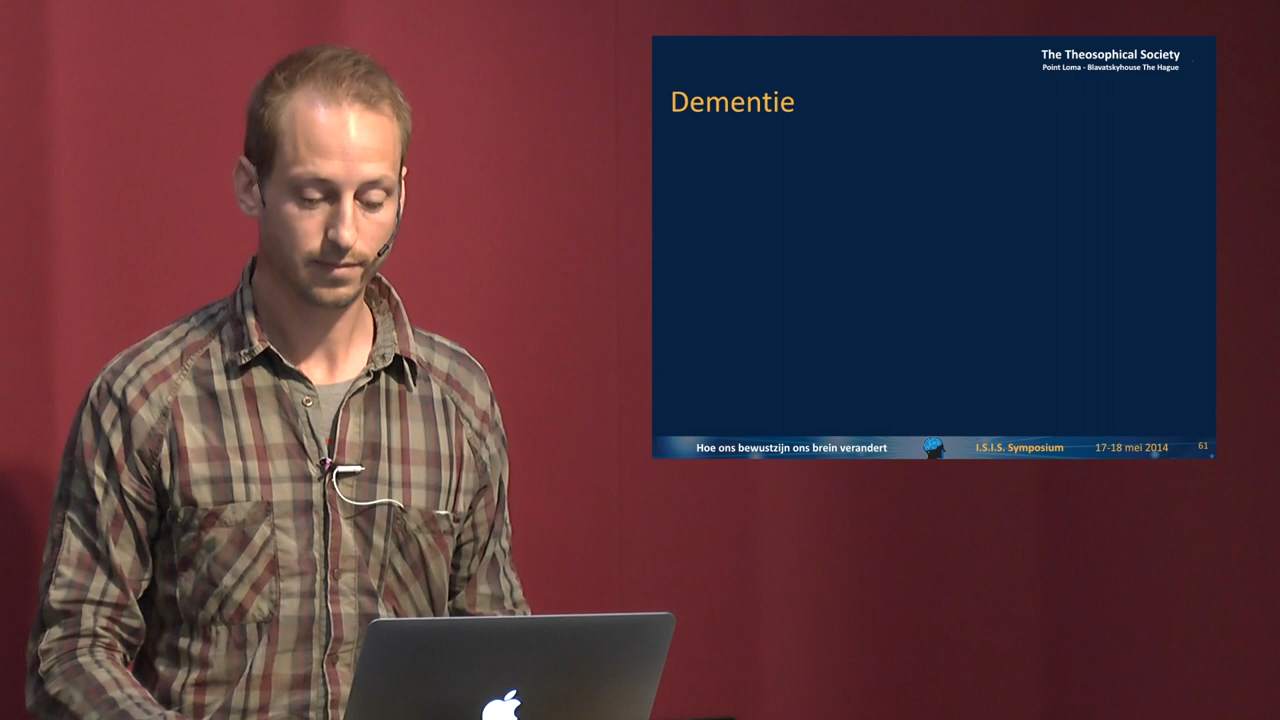 The Theosophical Society
Point Loma - Blavatskyhouse The Hague
Dementie
Hoe ons bewustzijn ons brein verandert
I.S.I.S. Symposium
17-18 mei 2014
61